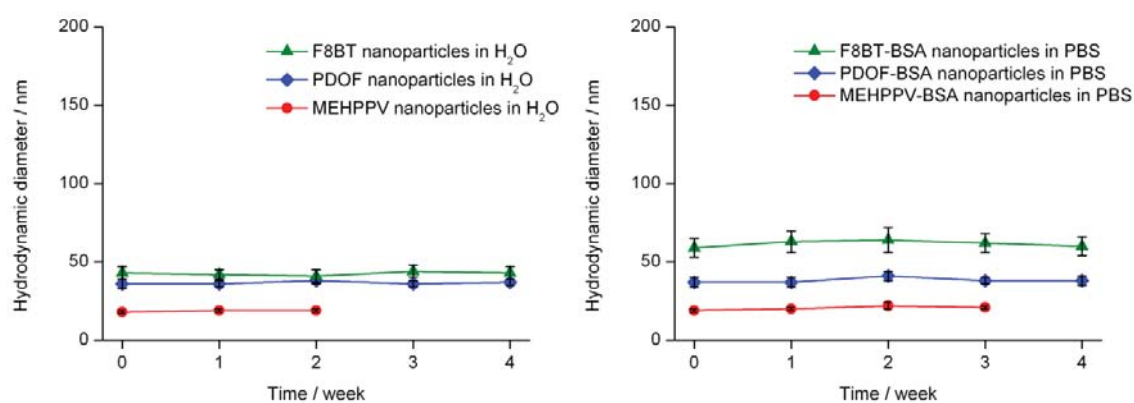 200
150
100
50
0
Hydrodynamic diameter / nm
F8BT nanoparticles in H₂O
PDOF nanoparticles in H₂O
MEHPPV nanoparticles in H₂O
0 1 2 3 4
Time / week
200
150
100
50
0
Hydrodynamic diameter / nm
F8BT-BSA nanoparticles in PBS
PDOF-BSA nanoparticles in PBS
MEHPPV-BSA nanoparticles in PBS
0 1 2 3 4
Time / week